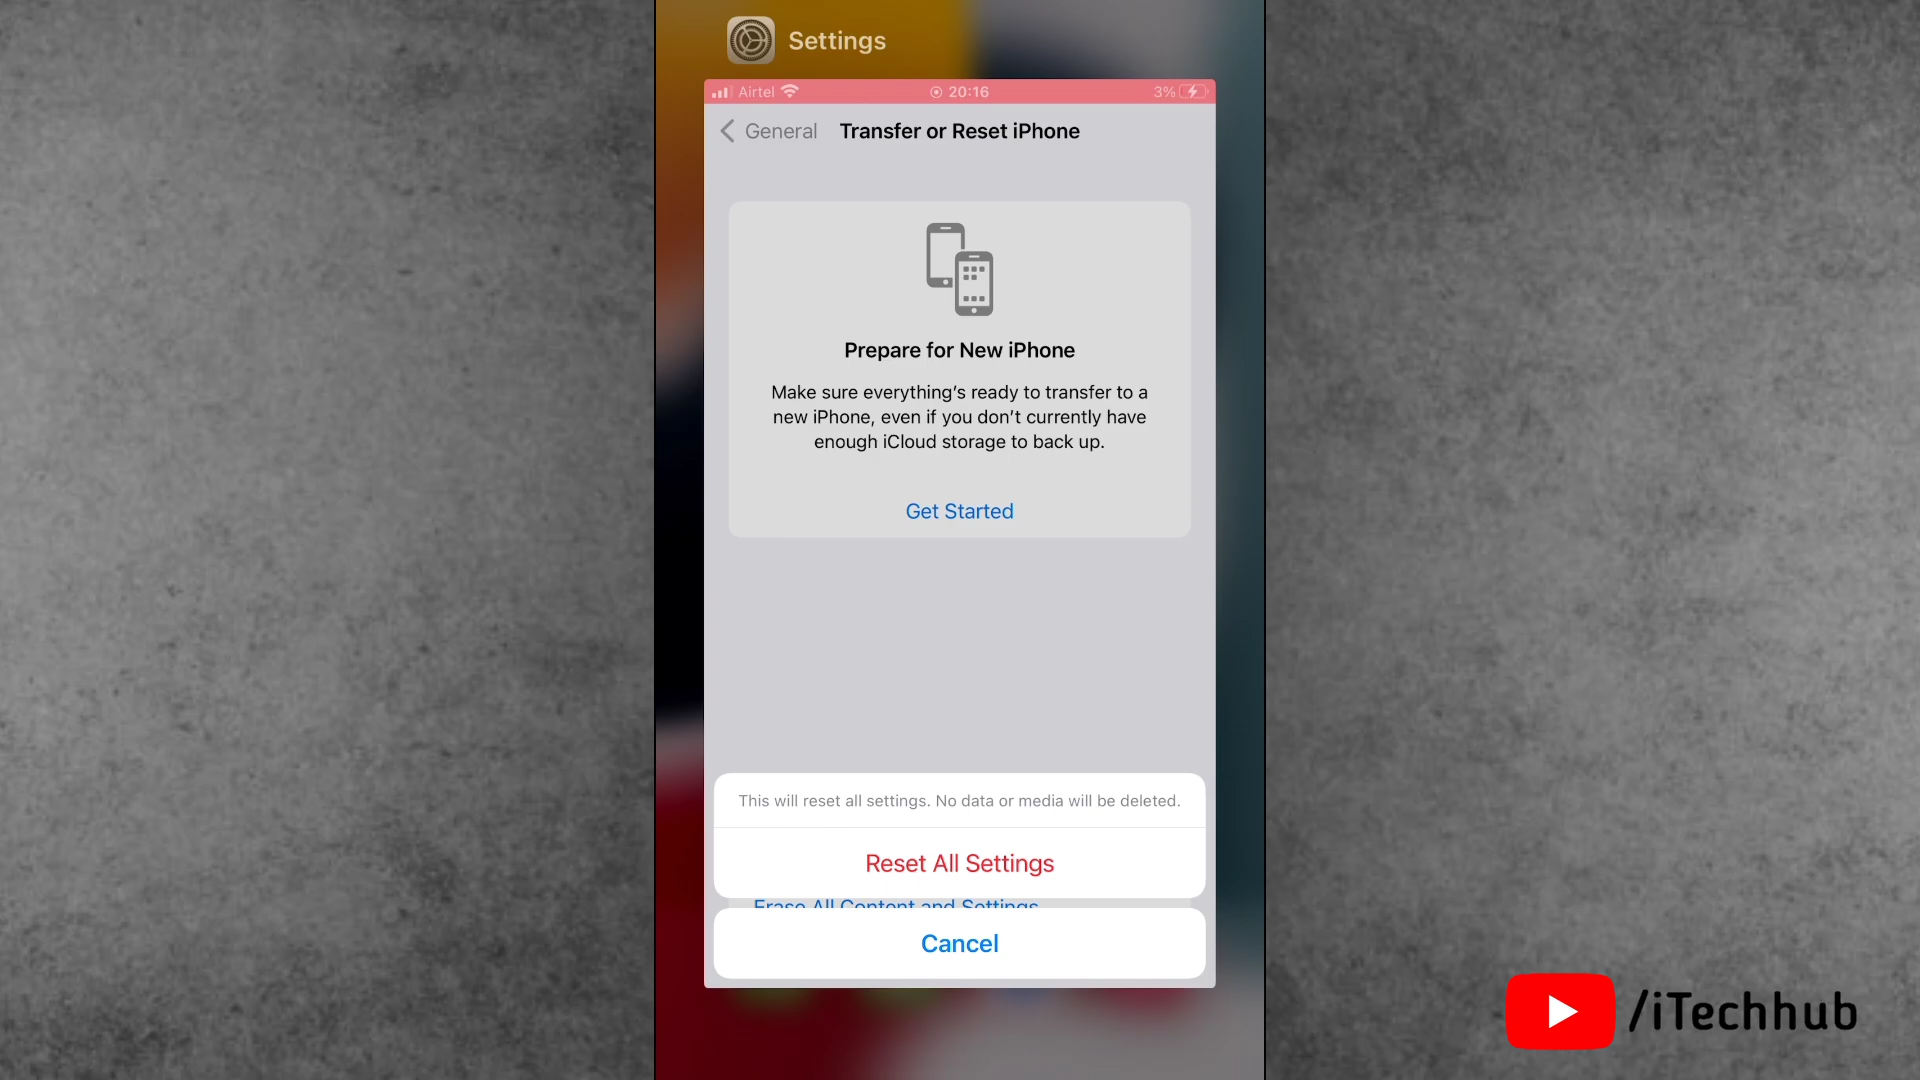 Settings
Airtel 20:16 3%
General Transfer or Reset iPhone
Prepare for New iPhone
Make sure everything’s ready to transfer to a
new iPhone, even if you don’t currently have
enough iCloud storage to back up.
Get Started
This will reset all settings. No data or media will be deleted.
Reset All Settings
Erase All Content and Settings
Cancel
/iTechhub